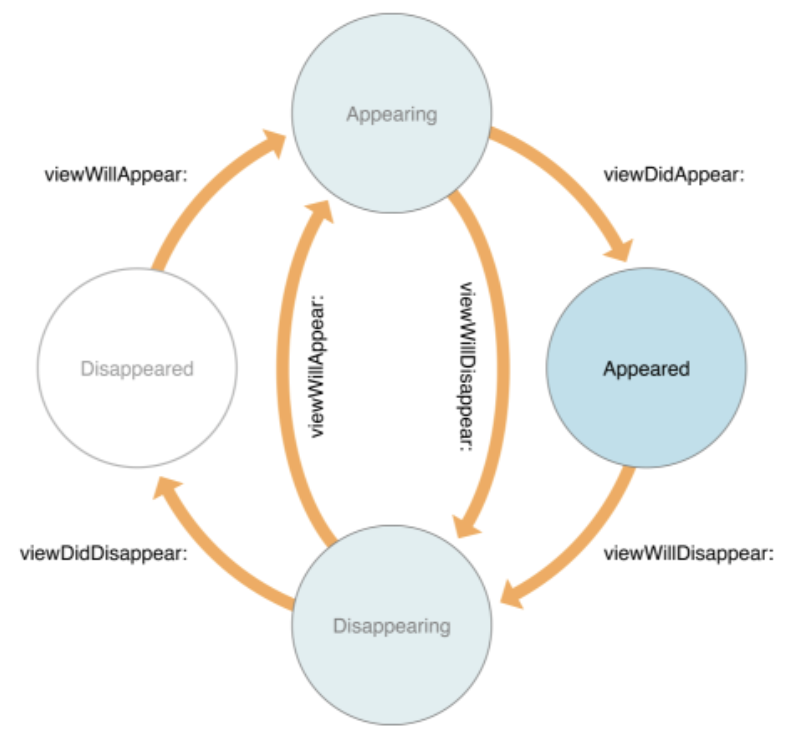 Appearing
viewWillAppear:
viewDidAppear:
viewWillAppear:
viewWillDisappear:
Disappeared
Appeared
viewDidDisappear:
viewWillDisappear:
Disappearing